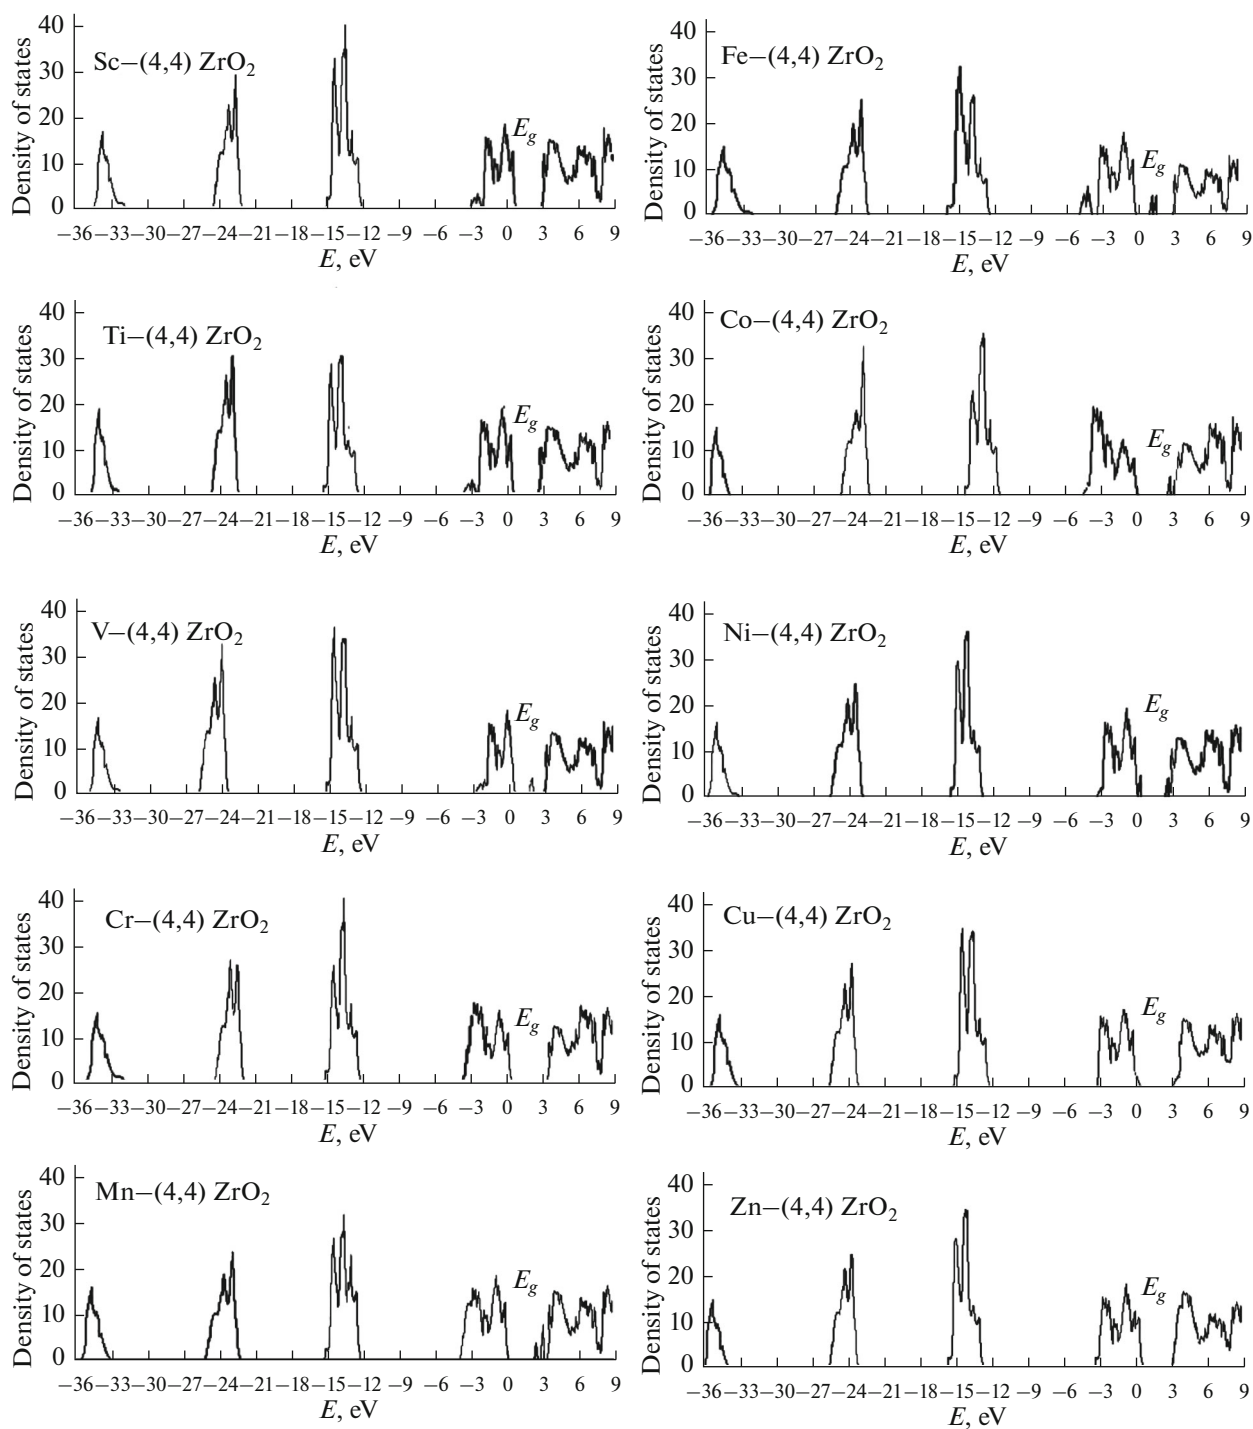 Density of states
40
30
20
10
0
Sc–(4,4) ZrO₂
E_g
–36 –33 –30 –27 –24 –21 –18 –15 –12 –9 –6 –3 0 3 6 9
E, eV
Density of states
40
30
20
10
0
Fe–(4,4) ZrO₂
E_g
–36 –33 –30 –27 –24 –21 –18 –15 –12 –9 –6 –3 0 3 6 9
E, eV
Density of states
40
30
20
10
0
Ti–(4,4) ZrO₂
E_g
–36 –33 –30 –27 –24 –21 –18 –15 –12 –9 –6 –3 0 3 6 9
E, eV
Density of states
40
30
20
10
0
Co–(4,4) ZrO₂
E_g
–36 –33 –30 –27 –24 –21 –18 –15 –12 –9 –6 –3 0 3 6 9
E, eV
Density of states
40
30
20
10
0
V–(4,4) ZrO₂
E_g
–36 –33 –30 –27 –24 –21 –18 –15 –12 –9 –6 –3 0 3 6 9
E, eV
Density of states
40
30
20
10
0
Ni–(4,4) ZrO₂
E_g
–36 –33 –30 –27 –24 –21 –18 –15 –12 –9 –6 –3 0 3 6 9
E, eV
Density of states
40
30
20
10
0
Cr–(4,4) ZrO₂
E_g
–36 –33 –30 –27 –24 –21 –18 –15 –12 –9 –6 –3 0 3 6 9
E, eV
Density of states
40
30
20
10
0
Cu–(4,4) ZrO₂
E_g
–36 –33 –30 –27 –24 –21 –18 –15 –12 –9 –6 –3 0 3 6 9
E, eV
Density of states
40
30
20
10
0
Mn–(4,4) ZrO₂
E_g
–36 –33 –30 –27 –24 –21 –18 –15 –12 –9 –6 –3 0 3 6 9
E, eV
Density of states
40
30
20
10
0
Zn–(4,4) ZrO₂
E_g
–36 –33 –30 –27 –24 –21 –18 –15 –12 –9 –6 –3 0 3 6 9
E, eV